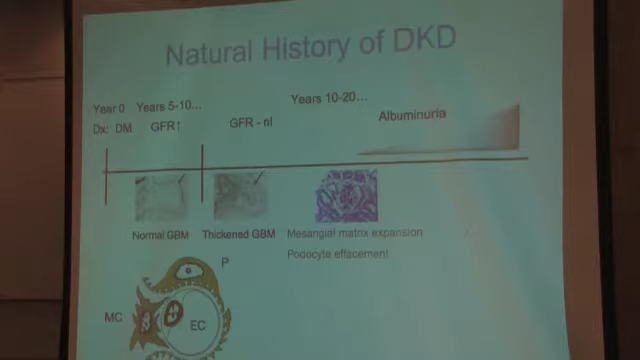 Natural History of DKD
Year 0 Years 5-10... Years 10-20...
Dx: DM GFR↑ GFR - nl Albuminuria
Normal GBM Thickened GBM Mesangial matrix expansion
Podocyte effacement
P
MC EC